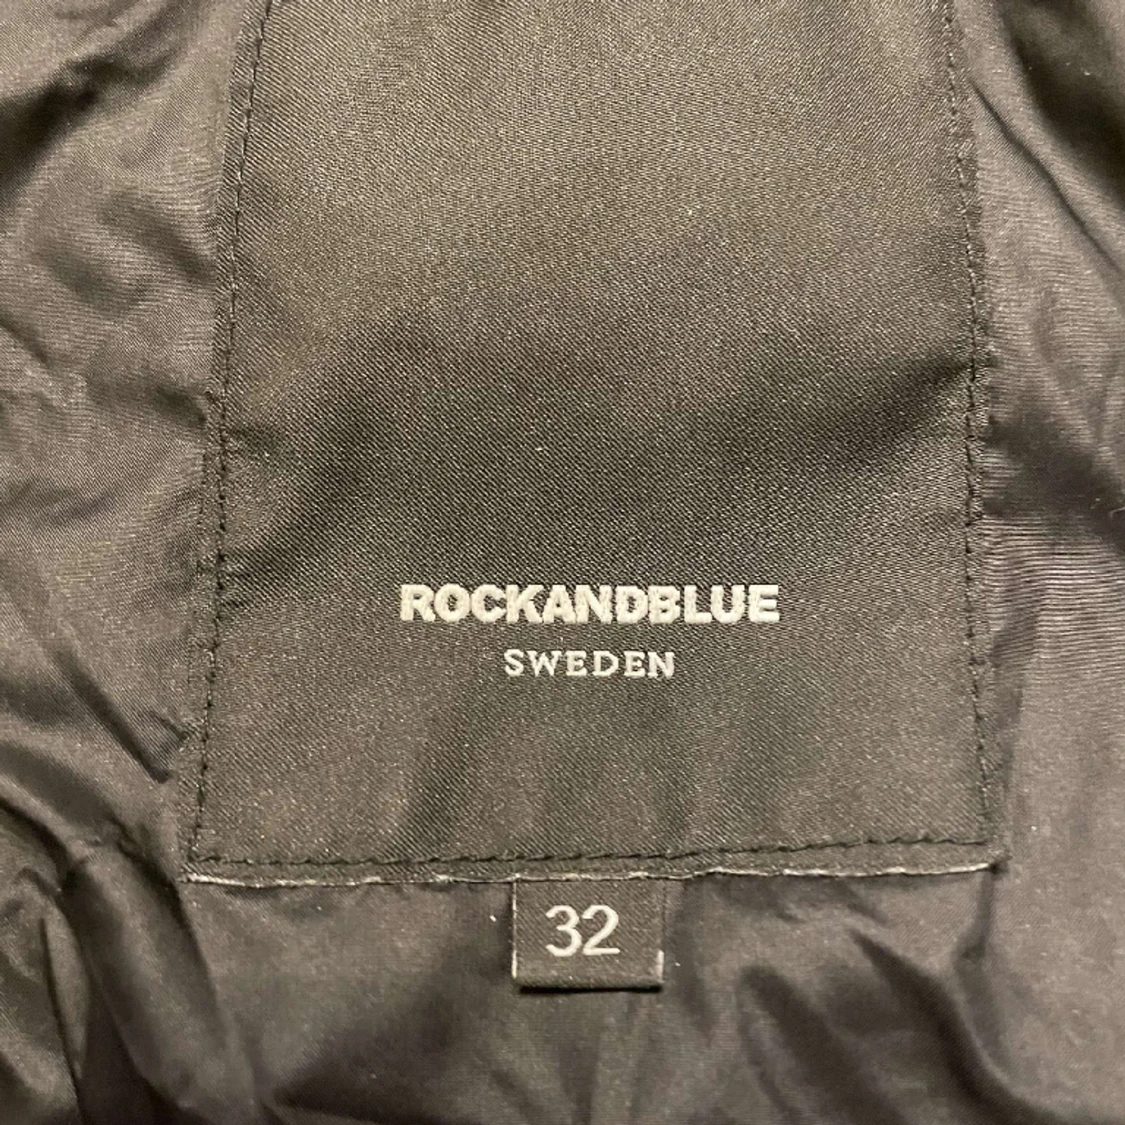 ROCKANDBLUE
SWEDEN
32